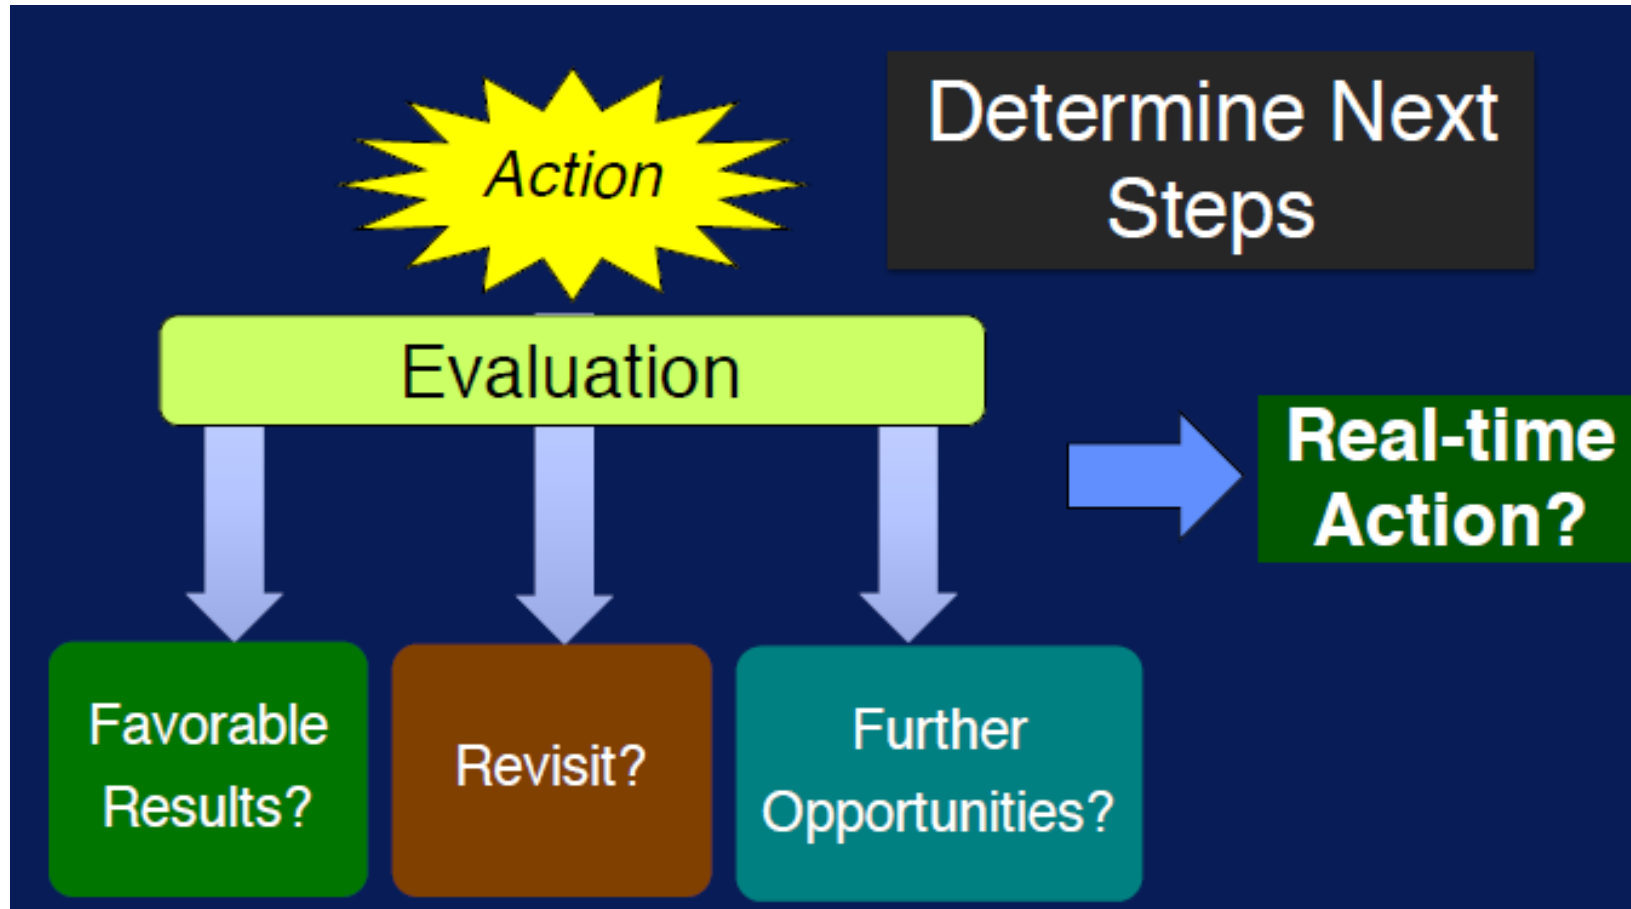 Determine Next
Steps
Action
Evaluation
Real-time
Action?
Favorable
Results?
Revisit?
Further
Opportunities?